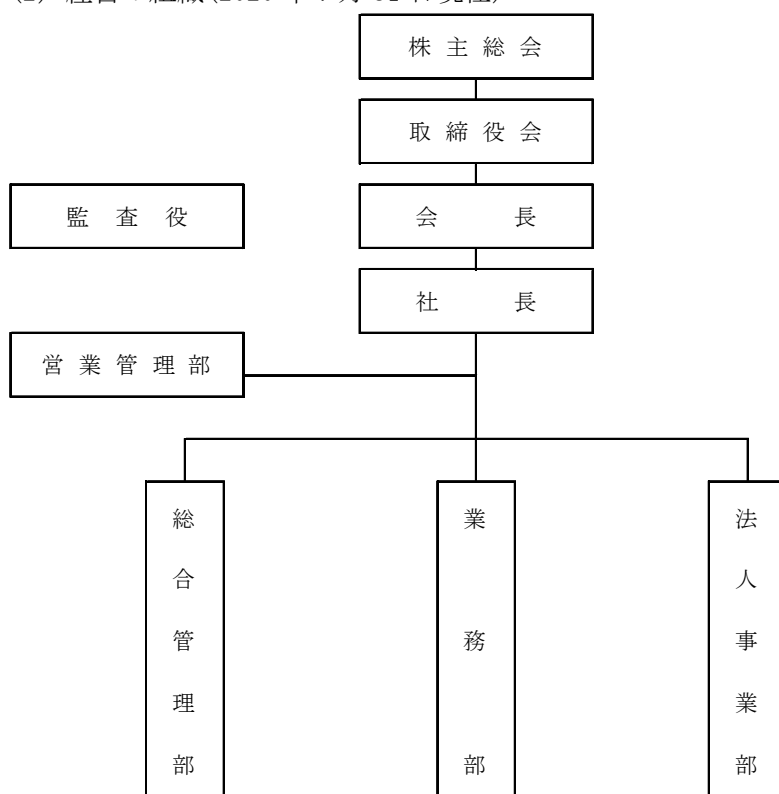 株主総会
取締役会
監査役
会長
社長
営業管理部
総合管理部
業務部
法人事業部